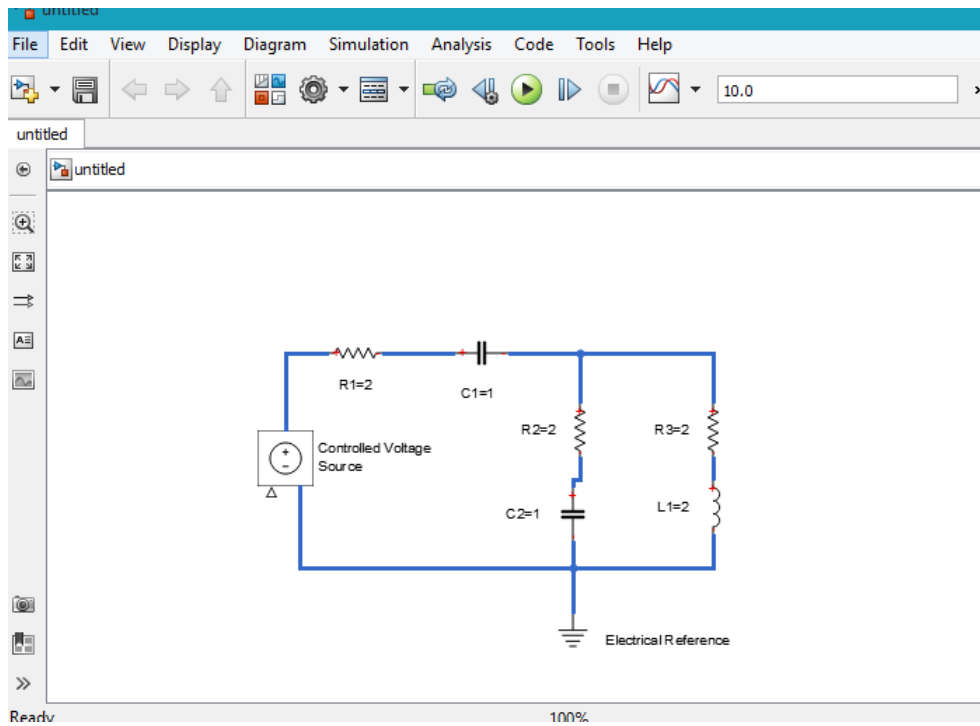 untitled
File Edit View Display Diagram Simulation Analysis Code Tools Help
10.0
untitled
untitled
R1=2
C1=1
R2=2
R3=2
Controlled Voltage
Source
C2=1
L1=2
Electrical Reference
Ready
100%